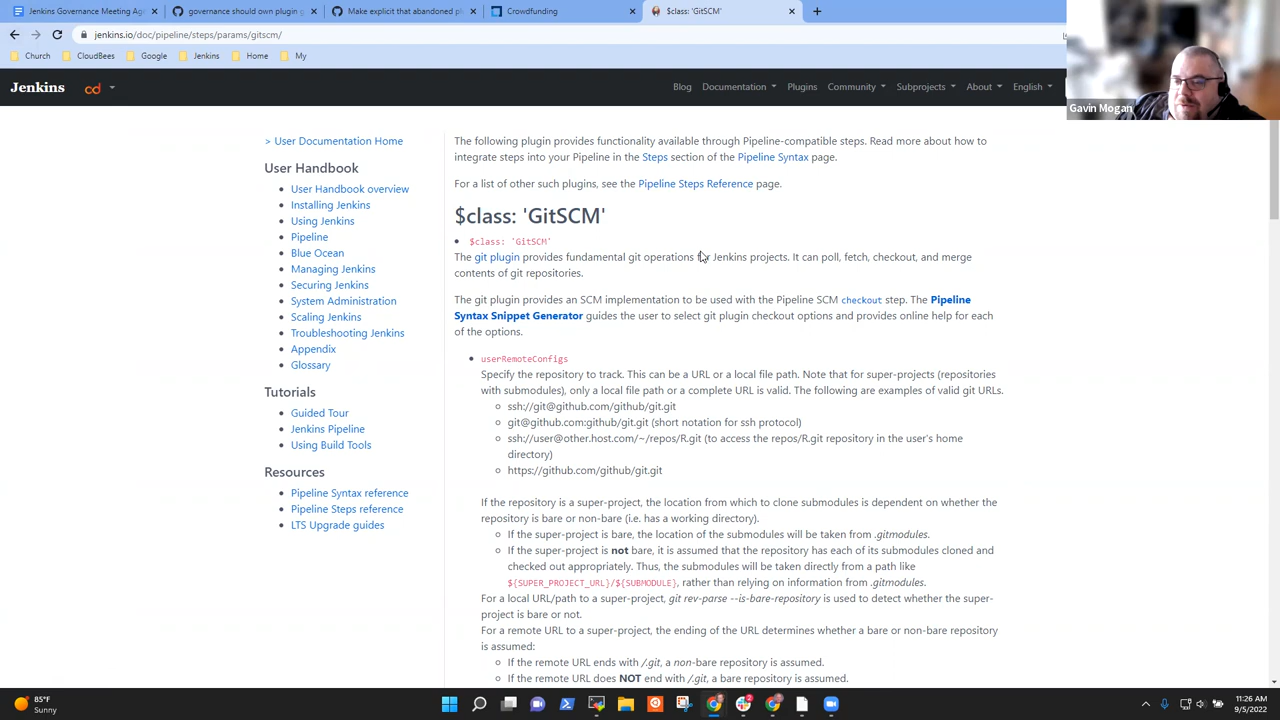 Jenkins Governance Meeting Age
governance should own plugin g
Make explicit that abandoned pl
Crowdfunding
$class: 'GitSCM'
jenkins.io/doc/pipeline/steps/params/gitscm/
Church
CloudBees
Google
Jenkins
Home
My
Gavin Mogan
Jenkins
cd
Blog
Documentation
Plugins
Community
Subprojects
About
English
> User Documentation Home
User Handbook
User Handbook overview
Installing Jenkins
Using Jenkins
Pipeline
Blue Ocean
Managing Jenkins
Securing Jenkins
System Administration
Scaling Jenkins
Troubleshooting Jenkins
Appendix
Glossary
Tutorials
Guided Tour
Jenkins Pipeline
Using Build Tools
Resources
Pipeline Syntax reference
Pipeline Steps reference
LTS Upgrade guides
The following plugin provides functionality available through Pipeline-compatible steps. Read more about how to
integrate steps into your Pipeline in the Steps section of the Pipeline Syntax page.
For a list of other such plugins, see the Pipeline Steps Reference page.
$class: 'GitSCM'
$class: 'GitSCM'
The git plugin provides fundamental git operations for Jenkins projects. It can poll, fetch, checkout, and merge
contents of git repositories.
The git plugin provides an SCM implementation to be used with the Pipeline SCM checkout step. The Pipeline
Syntax Snippet Generator guides the user to select git plugin checkout options and provides online help for each
of the options.
userRemoteConfigs
Specify the repository to track. This can be a URL or a local file path. Note that for super-projects (repositories
with submodules), only a local file path or a complete URL is valid. The following are examples of valid git URLs.
ssh://git@github.com/github/git.git
git@github.com:github/git.git (short notation for ssh protocol)
ssh://user@other.host.com/~/repos/R.git (to access the repos/R.git repository in the user's home
directory)
https://github.com/github/git.git
If the repository is a super-project, the location from which to clone submodules is dependent on whether the
repository is bare or non-bare (i.e. has a working directory).
If the super-project is bare, the location of the submodules will be taken from .gitmodules.
If the super-project is not bare, it is assumed that the repository has each of its submodules cloned and
checked out appropriately. Thus, the submodules will be taken directly from a path like
${SUPER_PROJECT_URL}/${SUBMODULE}, rather than relying on information from .gitmodules.
For a local URL/path to a super-project, git rev-parse --is-bare-repository is used to detect whether the super-
project is bare or not.
For a remote URL to a super-project, the ending of the URL determines whether a bare or non-bare repository
is assumed:
If the remote URL ends with /.git, a non-bare repository is assumed.
If the remote URL does NOT end with /.git, a bare repository is assumed.
85°F
Sunny
11:26 AM
9/5/2022